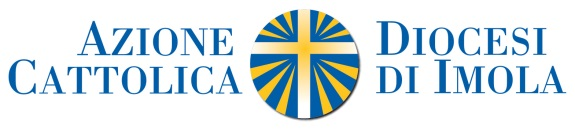 AZIONE
CATTOLICA
DIOCESI
DI IMOLA